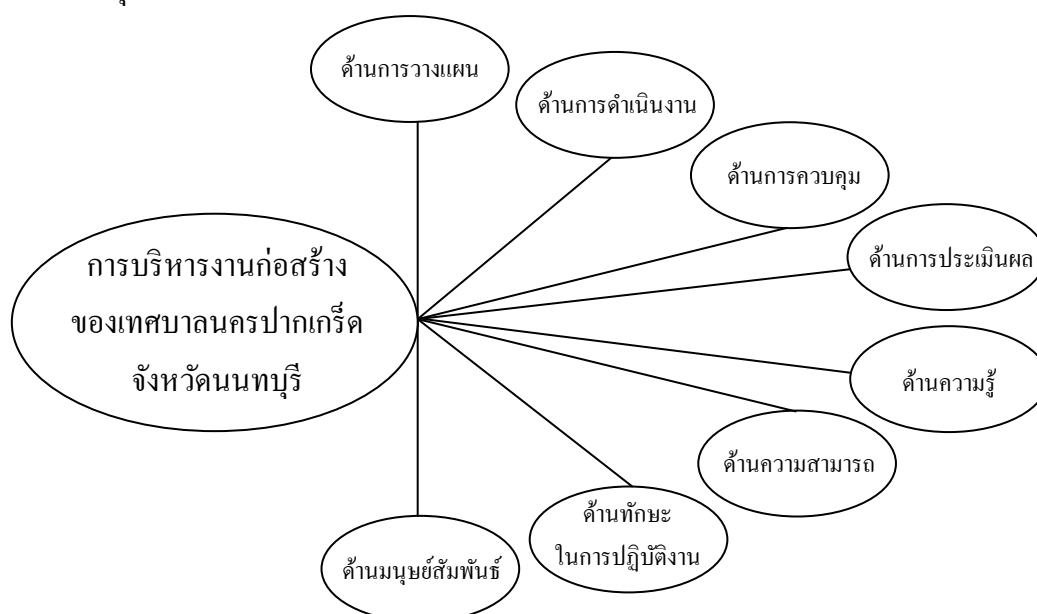 ด้านการวางแผน
ด้านการดำเนินงาน
ด้านการควบคุม
ด้านการประเมินผล
การบริหารงานก่อสร้าง
ของเทศบาลนครปากเกร็ด
จังหวัดนนทบุรี
ด้านความรู้
ด้านความสามารถ
ด้านทักษะ
ในการปฏิบัติงาน
ด้านมนุษย์สัมพันธ์